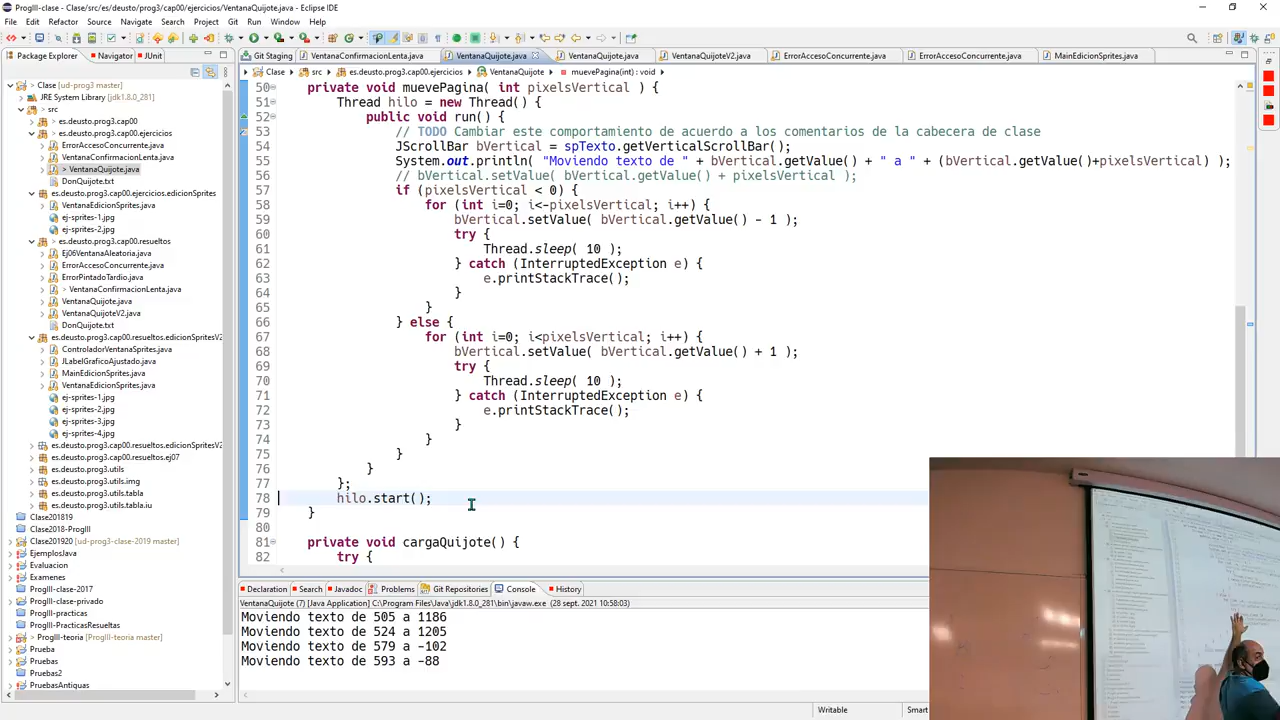 ProgIII-clase - Clase/src/es/deusto/prog3/cap00/ejercicios/VentanaQuijote.java - Eclipse IDE
File Edit Refactor Source Navigate Search Project Git Run Window Help
Package Explorer Navigator JUnit
Git Staging VentanaConfirmacionLenta.java VentanaQuijote.java VentanaQuijote.java VentanaQuijoteV2.java ErrorAccesoConcurrente.java ErrorAccesoConcurrente.java MainEdicionSprites.java
Clase src es.deusto.prog3.cap00.ejercicios VentanaQuijote muevePagina(int) : void
Clase [ud-prog3 master]
JRE System Library [jdk1.8.0_281]
src
es.deusto.prog3.cap00
es.deusto.prog3.cap00.ejercicios
ErrorAccesoConcurrente.java
VentanaConfirmacionLenta.java
> VentanaQuijote.java
DonQuijote.txt
es.deusto.prog3.cap00.ejercicios.edicionSprites
VentanaEdicionSprites.java
ej-sprites-1.jpg
ej-sprites-2.jpg
es.deusto.prog3.cap00.resueltos
Ej06VentanaAleatoria.java
ErrorAccesoConcurrente.java
ErrorPintadoTardio.java
> VentanaConfirmacionLenta.java
VentanaQuijote.java
VentanaQuijoteV2.java
DonQuijote.txt
es.deusto.prog3.cap00.resueltos.edicionSpritesV2
ControladorVentanaSprites.java
JLabelGraficoAjustado.java
MainEdicionSprites.java
VentanaEdicionSprites.java
ej-sprites-1.jpg
ej-sprites-2.jpg
ej-sprites-3.jpg
ej-sprites-4.jpg
es.deusto.prog3.cap00.resueltos.edicionSpritesV2
es.deusto.prog3.cap00.resueltos.ej07
es.deusto.prog3.utils
es.deusto.prog3.utils.img
es.deusto.prog3.utils.tabla
es.deusto.prog3.utils.tabla.iu
Clase201819
Clase2018-ProgIII
Clase201920 [ud-prog3-clase-2019 master]
EjemplosJava
Evaluacion
Examenes
ProgIII-clase-2017
ProgIII-clase-privado
ProgIII-practicas
ProgIII-PracticasResueltas
> ProgIII-teoria [ProgIII-teoria master]
Prueba
Pruebas
Pruebas2
PruebasAntiguas
50 private void muevePagina( int pixelsVertical ) {
51 Thread hilo = new Thread() {
52 public void run() {
53 // TODO Cambiar este comportamiento de acuerdo a los comentarios de la cabecera de clase
54 JScrollBar bVertical = spTexto.getVerticalScrollBar();
55 System.out.println( "Moviendo texto de " + bVertical.getValue() + " a " + (bVertical.getValue()+pixelsVertical) );
56 // bVertical.setValue( bVertical.getValue() + pixelsVertical );
57 if (pixelsVertical < 0) {
58 for (int i=0; i<-pixelsVertical; i++) {
59 bVertical.setValue( bVertical.getValue() - 1 );
60 try {
61 Thread.sleep( 10 );
62 } catch (InterruptedException e) {
63 e.printStackTrace();
64 }
65 }
66 } else {
67 for (int i=0; i<pixelsVertical; i++) {
68 bVertical.setValue( bVertical.getValue() + 1 );
69 try {
70 Thread.sleep( 10 );
71 } catch (InterruptedException e) {
72 e.printStackTrace();
73 }
74 }
75 }
76 }
77 };
78 hilo.start();
79 }
80
81 private void cargaQuijote() {
82 try {
Declaration Search Javadoc Problems Git Repositories Console History
VentanaQuijote (7) [Java Application] C:\Program Files\Java\jdk1.8.0_281\bin\javaw.exe (28 sept. 2021 10:58:03)
Moviendo texto de 505 a 1186
Moviendo texto de 524 a 1205
Moviendo texto de 579 a -102
Moviendo texto de 593 a -88
Writable Smart